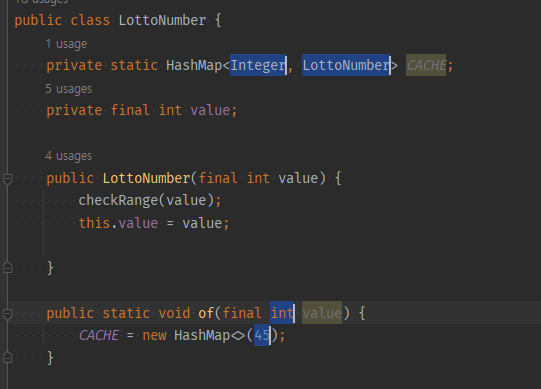 public class LottoNumber {
1 usage
private static HashMap<Integer, LottoNumber> CACHE;
5 usages
private final int value;
4 usages
public LottoNumber(final int value) {
checkRange(value);
this.value = value;
}
public static void of(final int value) {
CACHE = new HashMap<>(45);
}